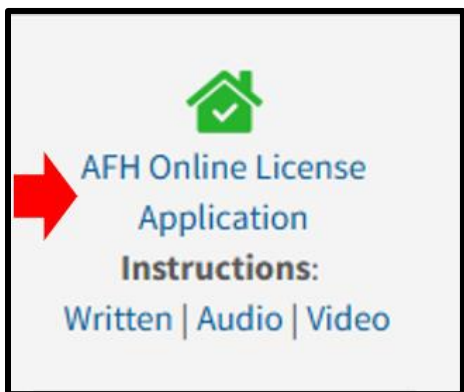 AFH Online License
Application
Instructions:
Written | Audio | Video